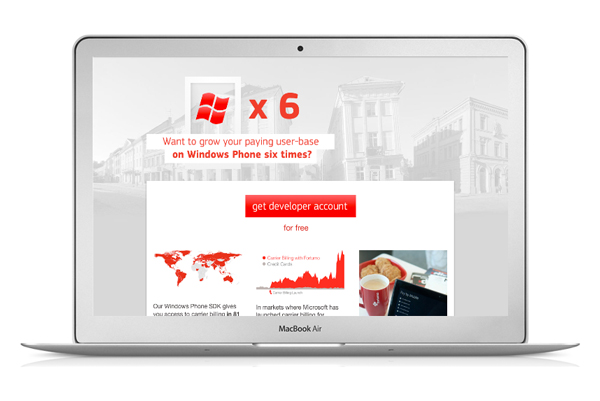 x 6
Want to grow your paying user-base
on Windows Phone six times?
get developer account
for free
Carrier Billing with Fortumo
Credit Cards
Our Windows Phone SDK gives
you access to carrier billing in 81
In markets where Microsoft has
launched carrier billing for
MacBook Air